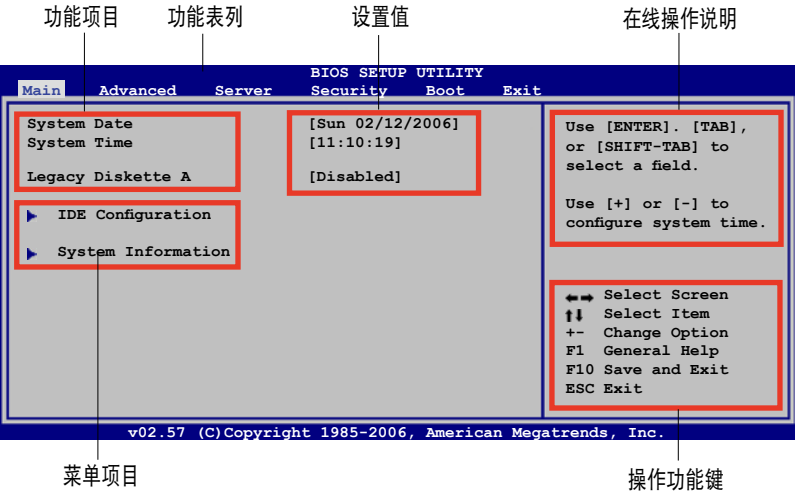 功能项目 功能表列 设置值 在线操作说明
BIOS SETUP UTILITY
Main Advanced Server Security Boot Exit
System Date [Sun 02/12/2006]
System Time [11:10:19]
Legacy Diskette A [Disabled]
IDE Configuration
System Information
Use [ENTER]. [TAB],
or [SHIFT-TAB] to
select a field.
Use [+] or [-] to
configure system time.
Select Screen
Select Item
+- Change Option
F1 General Help
F10 Save and Exit
ESC Exit
v02.57 (C)Copyright 1985-2006, American Megatrends, Inc.
菜单项目 操作功能键